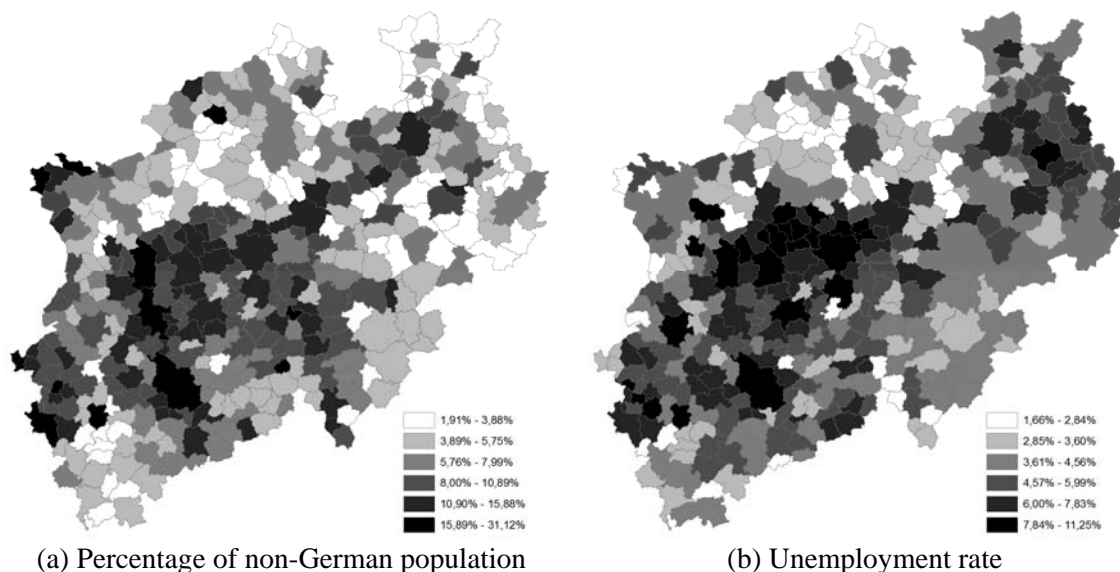 1,91% - 3,88%
3,89% - 5,75%
5,76% - 7,99%
8,00% - 10,89%
10,90% - 15,88%
15,89% - 31,12%
(a) Percentage of non-German population
1,66% - 2,84%
2,85% - 3,60%
3,61% - 4,56%
4,57% - 5,99%
6,00% - 7,83%
7,84% - 11,25%
(b) Unemployment rate